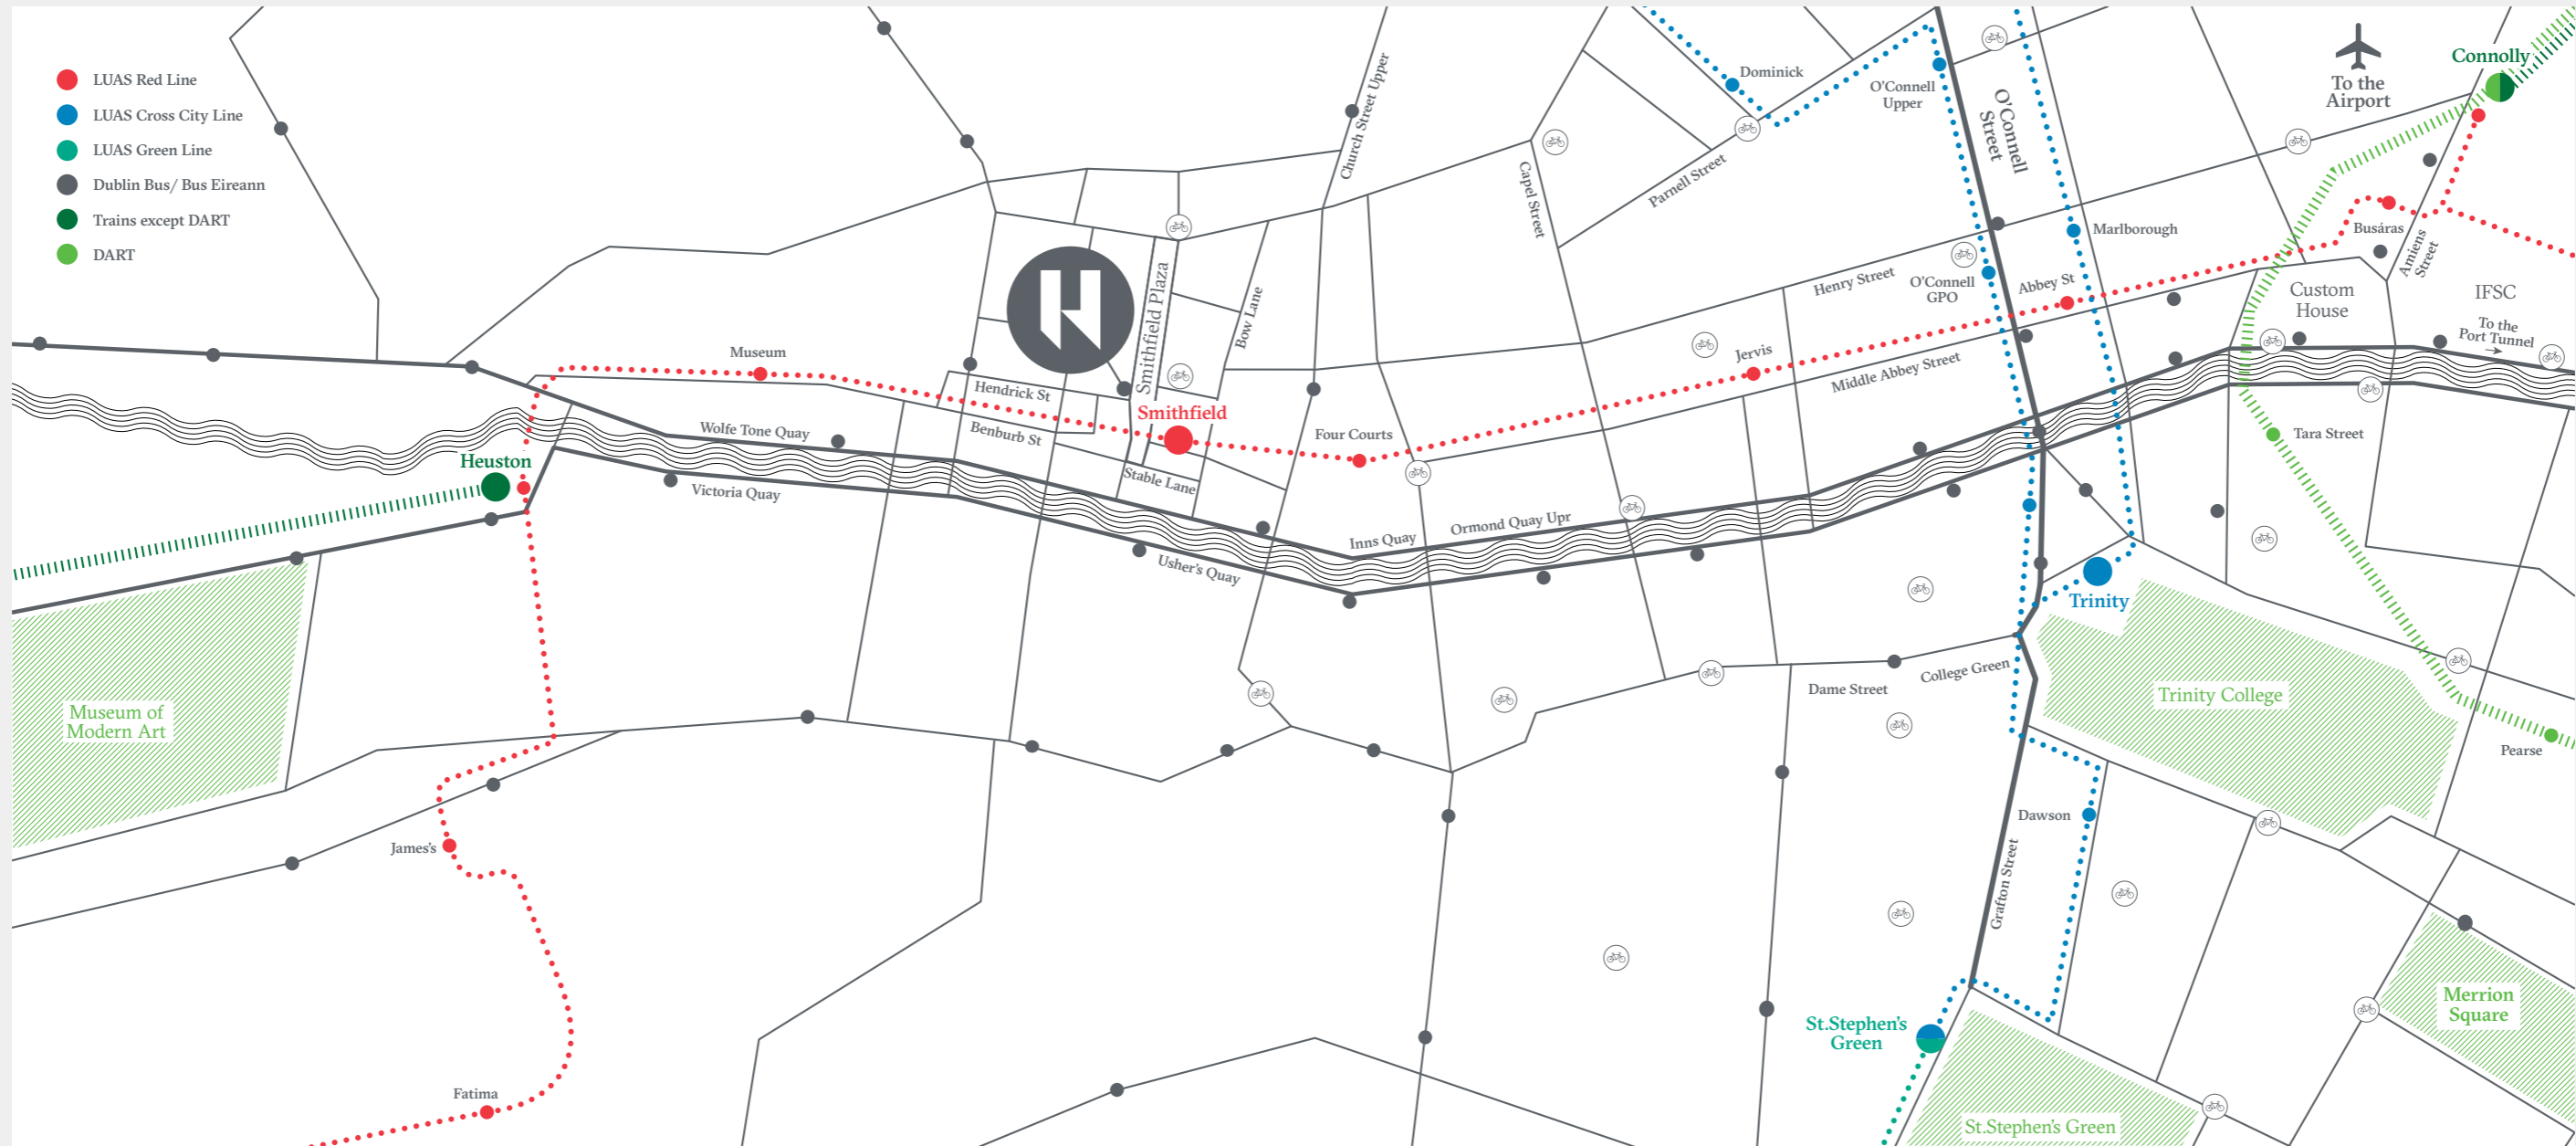 LUAS Red Line
LUAS Cross City Line
LUAS Green Line
Dublin Bus/ Bus Eireann
Trains except DART
DART
Church Street Upper
Capel Street
Dominick
Parnell Street
O'Connell
Upper
O'Connell
Street
To the
Airport
Connolly
Marlborough
Busáras
Amiens
Street
Henry Street
O'Connell
GPO
Abbey St
Custom
House
IFSC
To the
Port Tunnel
Smithfield Plaza
Bow Lane
Museum
Hendrick St
Benburb St
Smithfield
Four Courts
Jervis
Middle Abbey Street
Wolfe Tone Quay
Victoria Quay
Heuston
Stable Lane
Usher's Quay
Inns Quay
Ormond Quay Upr
Tara Street
Trinity
Trinity College
College Green
Dame Street
Pearse
Museum of
Modern Art
James's
Dawson
Grafton Street
Fatima
St.Stephen's
Green
Merrion
Square
St.Stephen's Green